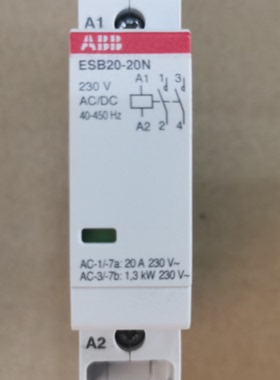 A1
ABB
ESB20-20N
230 V
AC/DC
40-450 Hz
A1 1 3
A2 2 4
AC-1/-7a: 20 A 230 V~
AC-3/-7b: 1,3 kW 230 V~
A2